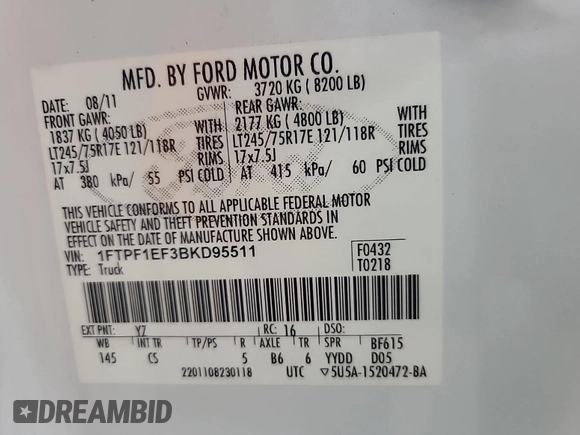 MFD. BY FORD MOTOR CO.
DATE: 08/11 GVWR: 3720 KG ( 8200 LB)
FRONT GAWR: REAR GAWR:
1837 KG ( 4050 LB) WITH 2177 KG ( 4800 LB) WITH
LT245/75R17E 121/118R TIRES LT245/75R17E 121/118R TIRES
17x7.5J RIMS 17x7.5J RIMS
AT 380 kPa/ 55 PSI COLD AT 415 kPa/ 60 PSI COLD
THIS VEHICLE CONFORMS TO ALL APPLICABLE FEDERAL MOTOR
VEHICLE SAFETY AND THEFT PREVENTION STANDARDS IN
EFFECT ON THE DATE OF MANUFACTURE SHOWN ABOVE.
VIN: 1FTPF1EF3BKD95511 F0432
TYPE: Truck T0218
EXT PNT: YZ RC: 16 DSO:
WB INT TR TP/PS R AXLE TR SPR BF615
145 CS 5 B6 6 YYDD D05
2201108230118 UTC ▽5U5A-1520472-BA
DREAMBID